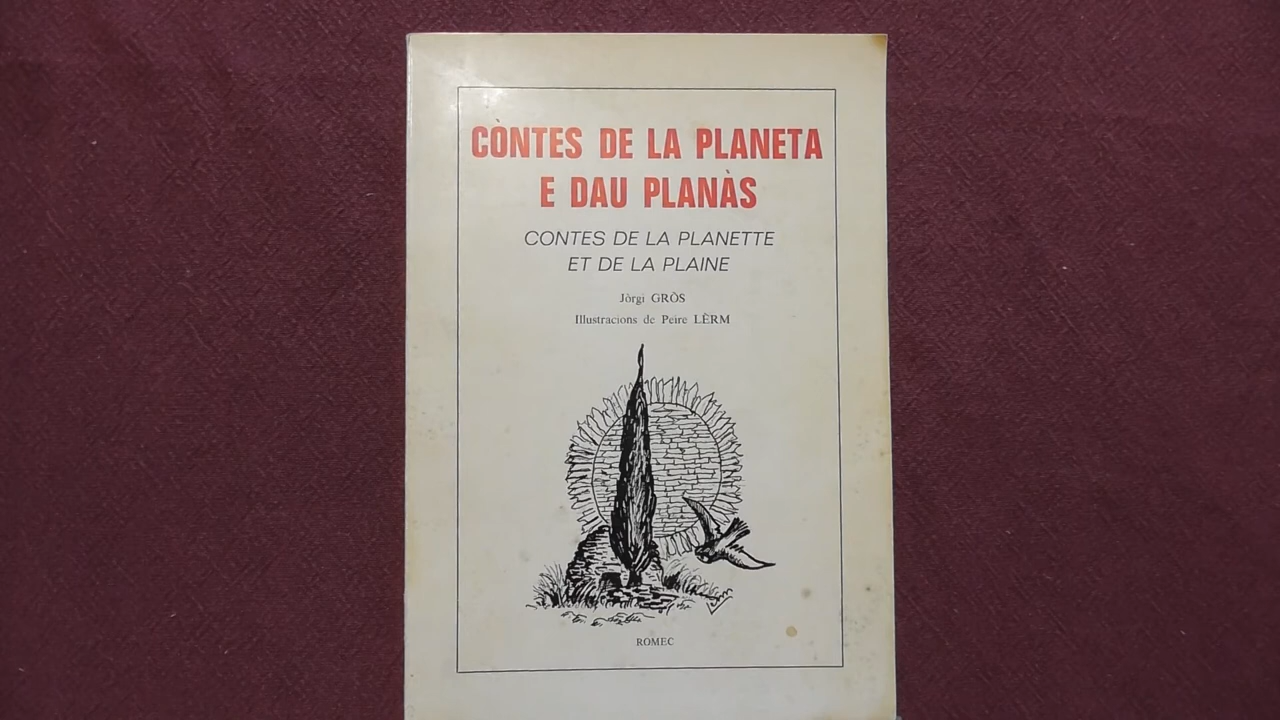 CÒNTES DE LA PLANETA
E DAU PLANÀS
CONTES DE LA PLANETTE
ET DE LA PLAINE
Jòrgi GRÒS
Illustracions de Peire LÈRM
ROMEC